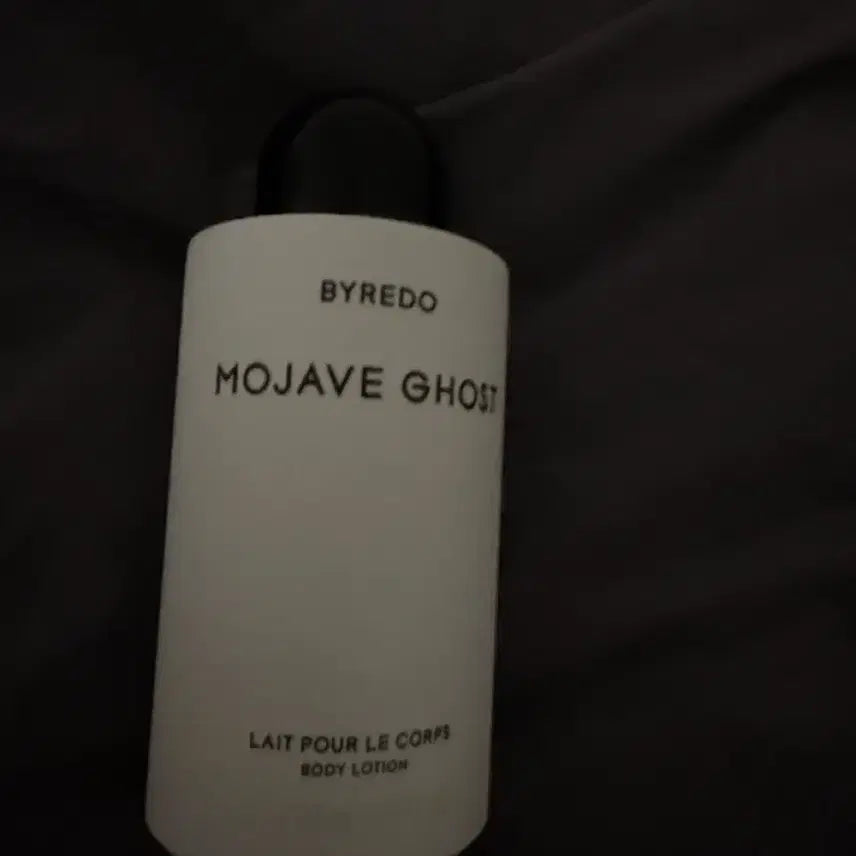 BYREDO
MOJAVE GHOST
LAIT POUR LE CORPS
BODY LOTION